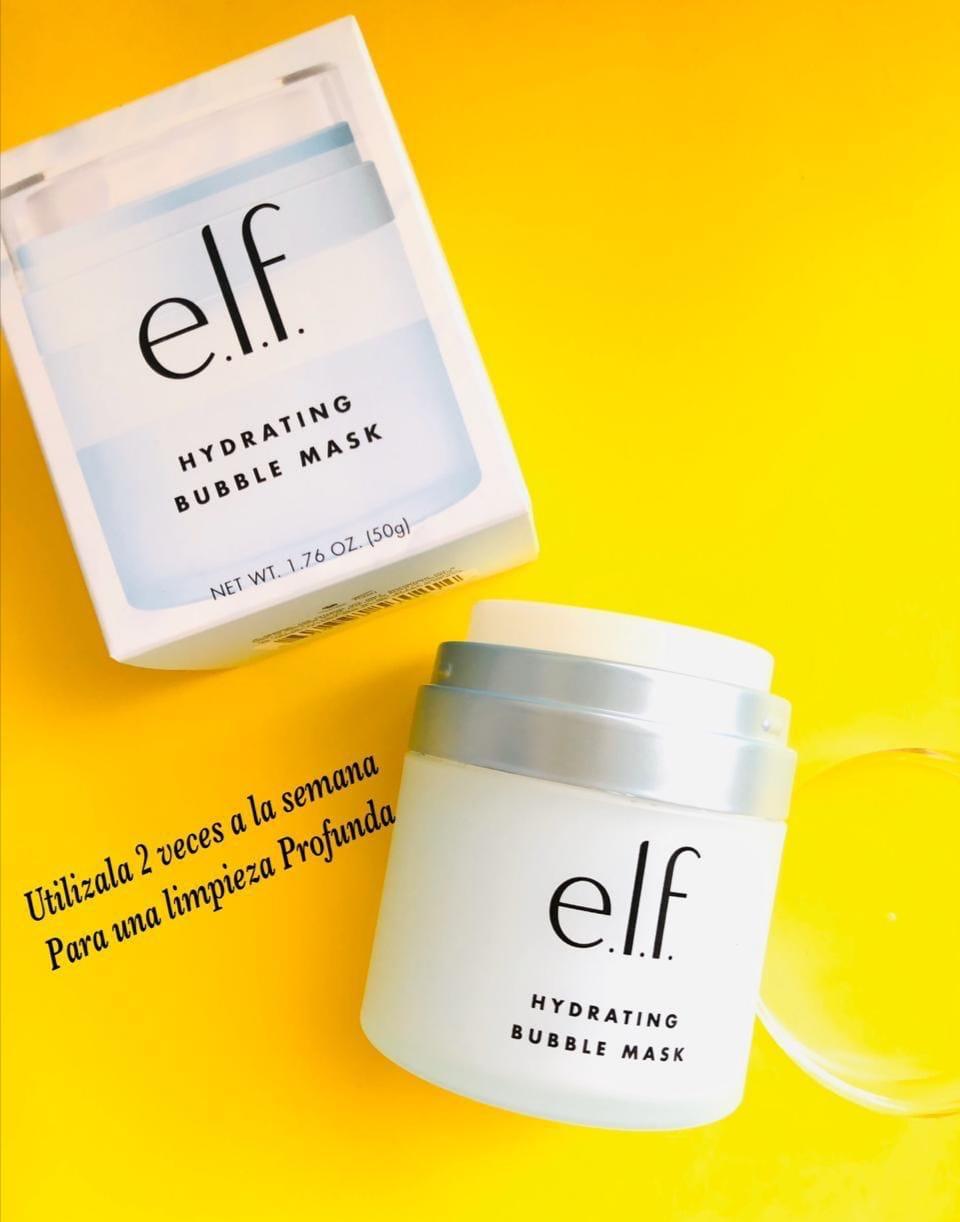 e.l.f.
HYDRATING
BUBBLE MASK
NET WT. 1.76 OZ. (50g)
Utilizala 2 veces a la semana
Para una limpieza Profunda
e.l.f.
HYDRATING
BUBBLE MASK